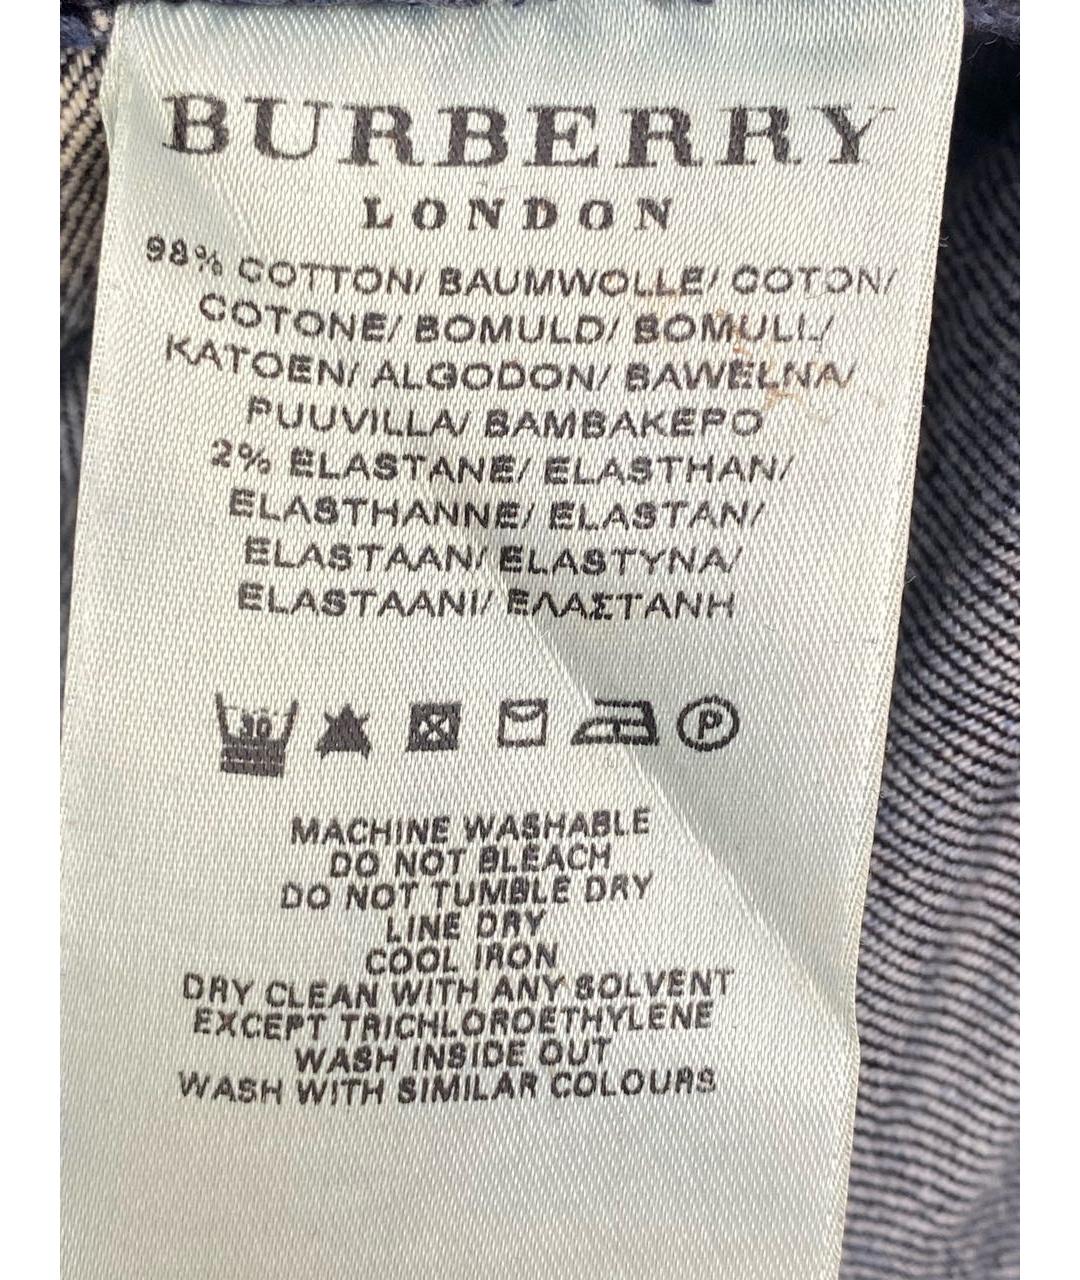 BURBERRY
LONDON
98% COTTON/ BAUMWOLLE/ COTON/
COTONE/ BOMULD/ BOMULL/
KATOEN/ ALGODON/ BAWEŁNA/
PUUVILLA/ BAMBAKEPO
2% ELASTANE/ ELASTHAN/
ELASTHANNE/ ELASTAN/
ELASTAAN/ ELASTYNA/
ELASTAANI/ ΕΛΑΣΤΑΝΗ
30 P
MACHINE WASHABLE
DO NOT BLEACH
DO NOT TUMBLE DRY
LINE DRY
COOL IRON
DRY CLEAN WITH ANY SOLVENT
EXCEPT TRICHLOROETHYLENE
WASH INSIDE OUT
WASH WITH SIMILAR COLOURS